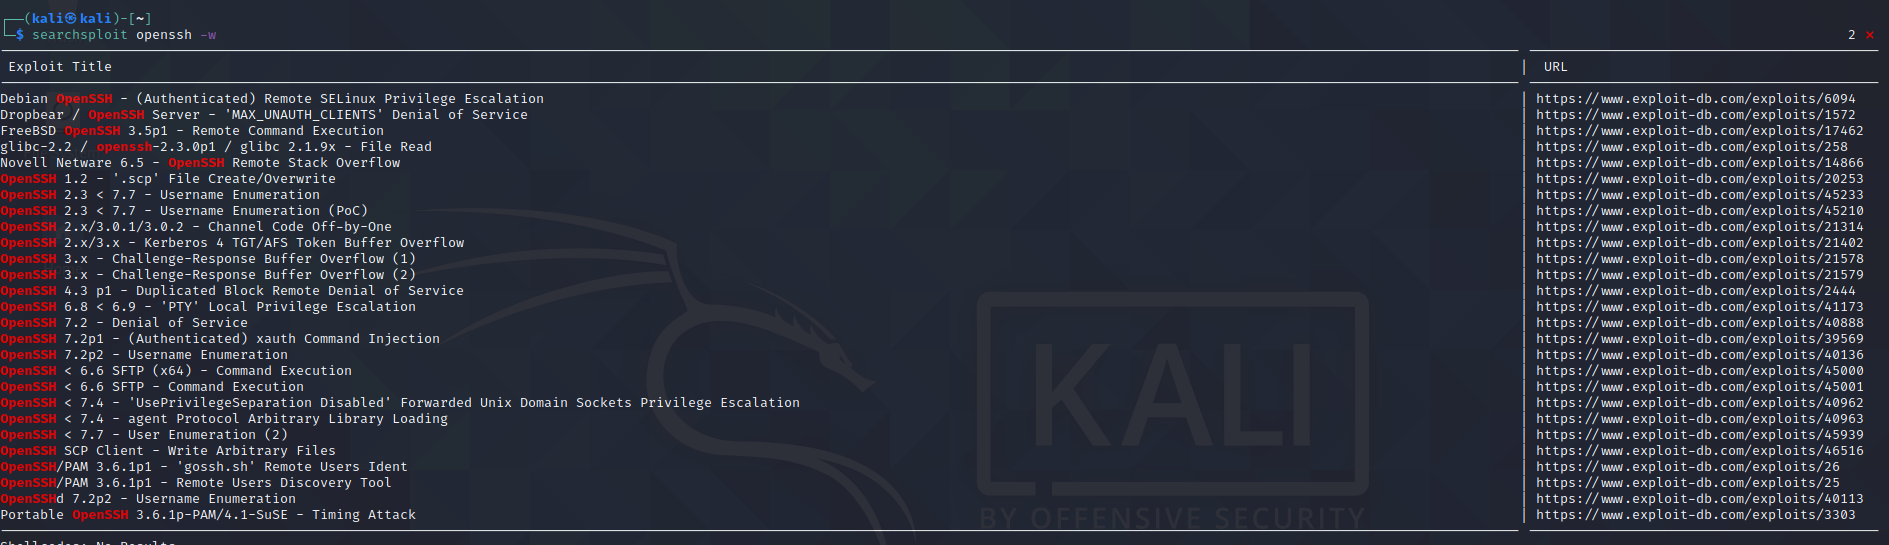 ┌──(kali㉿kali)-[~]
└─$ searchsploit openssh -w 2 ⨯
Exploit Title | URL
Debian OpenSSH - (Authenticated) Remote SELinux Privilege Escalation | https://www.exploit-db.com/exploits/6094
Dropbear / OpenSSH Server - 'MAX_UNAUTH_CLIENTS' Denial of Service | https://www.exploit-db.com/exploits/1572
FreeBSD OpenSSH 3.5p1 - Remote Command Execution | https://www.exploit-db.com/exploits/17462
glibc-2.2 / openssh-2.3.0p1 / glibc 2.1.9x - File Read | https://www.exploit-db.com/exploits/258
Novell Netware 6.5 - OpenSSH Remote Stack Overflow | https://www.exploit-db.com/exploits/14866
OpenSSH 1.2 - '.scp' File Create/Overwrite | https://www.exploit-db.com/exploits/20253
OpenSSH 2.3 < 7.7 - Username Enumeration | https://www.exploit-db.com/exploits/45233
OpenSSH 2.3 < 7.7 - Username Enumeration (PoC) | https://www.exploit-db.com/exploits/45210
OpenSSH 2.x/3.0.1/3.0.2 - Channel Code Off-by-One | https://www.exploit-db.com/exploits/21314
OpenSSH 2.x/3.x - Kerberos 4 TGT/AFS Token Buffer Overflow | https://www.exploit-db.com/exploits/21402
OpenSSH 3.x - Challenge-Response Buffer Overflow (1) | https://www.exploit-db.com/exploits/21578
OpenSSH 3.x - Challenge-Response Buffer Overflow (2) | https://www.exploit-db.com/exploits/21579
OpenSSH 4.3 p1 - Duplicated Block Remote Denial of Service | https://www.exploit-db.com/exploits/2444
OpenSSH 6.8 < 6.9 - 'PTY' Local Privilege Escalation | https://www.exploit-db.com/exploits/41173
OpenSSH 7.2 - Denial of Service | https://www.exploit-db.com/exploits/40888
OpenSSH 7.2p1 - (Authenticated) xauth Command Injection | https://www.exploit-db.com/exploits/39569
OpenSSH 7.2p2 - Username Enumeration | https://www.exploit-db.com/exploits/40136
OpenSSH < 6.6 SFTP (x64) - Command Execution | https://www.exploit-db.com/exploits/45000
OpenSSH < 6.6 SFTP - Command Execution | https://www.exploit-db.com/exploits/45001
OpenSSH < 7.4 - 'UsePrivilegeSeparation Disabled' Forwarded Unix Domain Sockets Privilege Escalation | https://www.exploit-db.com/exploits/40962
OpenSSH < 7.4 - agent Protocol Arbitrary Library Loading | https://www.exploit-db.com/exploits/40963
OpenSSH < 7.7 - User Enumeration (2) | https://www.exploit-db.com/exploits/45939
OpenSSH SCP Client - Write Arbitrary Files | https://www.exploit-db.com/exploits/46516
OpenSSH/PAM 3.6.1p1 - 'gossh.sh' Remote Users Ident | https://www.exploit-db.com/exploits/26
OpenSSH/PAM 3.6.1p1 - Remote Users Discovery Tool | https://www.exploit-db.com/exploits/25
OpenSSHd 7.2p2 - Username Enumeration | https://www.exploit-db.com/exploits/40113
Portable OpenSSH 3.6.1p-PAM/4.1-SuSE - Timing Attack | https://www.exploit-db.com/exploits/3303
Shellcodes: No Results
KALI
BY OFFENSIVE SECURITY